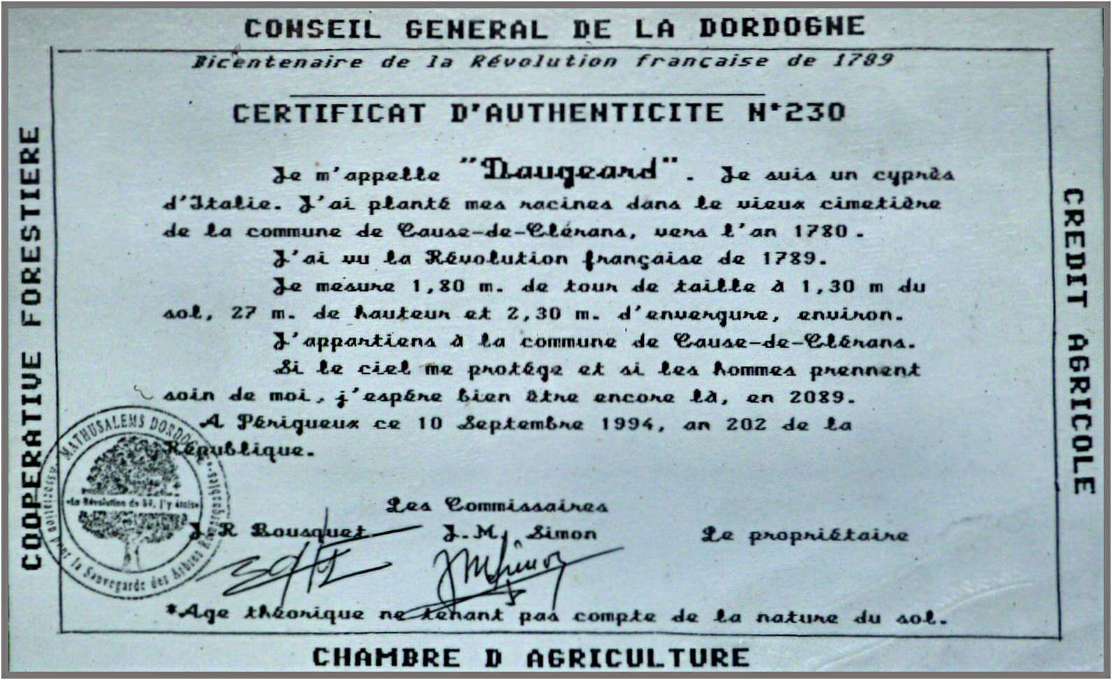 CONSEIL GENERAL DE LA DORDOGNE
Bicentenaire de la Révolution française de 1789
CERTIFICAT D'AUTHENTICITE N°230
Je m'appelle "Naugeard". Je suis un cyprès
d'Italie. J'ai planté mes racines dans le vieux cimetière
de la commune de Cause-de-Clérans, vers l'an 1780.
J'ai vu la Révolution française de 1789.
Je mesure 1,80 m. de tour de taille à 1,30 m du
sol, 27 m. de hauteur et 2,30 m. d'envergure, environ.
J'appartiens à la commune de Cause-de-Clérans.
Si le ciel me protége et si les hommes prennent
soin de moi, j'espère bien être encore là, en 2089.
A Périgueux ce 10 Septembre 1994, an 202 de la
République.
Les Commissaires
J.R Bousquet J.M. Simon Le propriétaire
*Age théorique ne tenant pas compte de la nature du sol.
COOPERATIVE FORESTIERE
CREDIT AGRICOLE
CHAMBRE D AGRICULTURE
MATHUSALEMS DORDOGNE
«La Révolution de 89, j'y étais»
Association pour la Sauvegarde des Arbres Remarquables